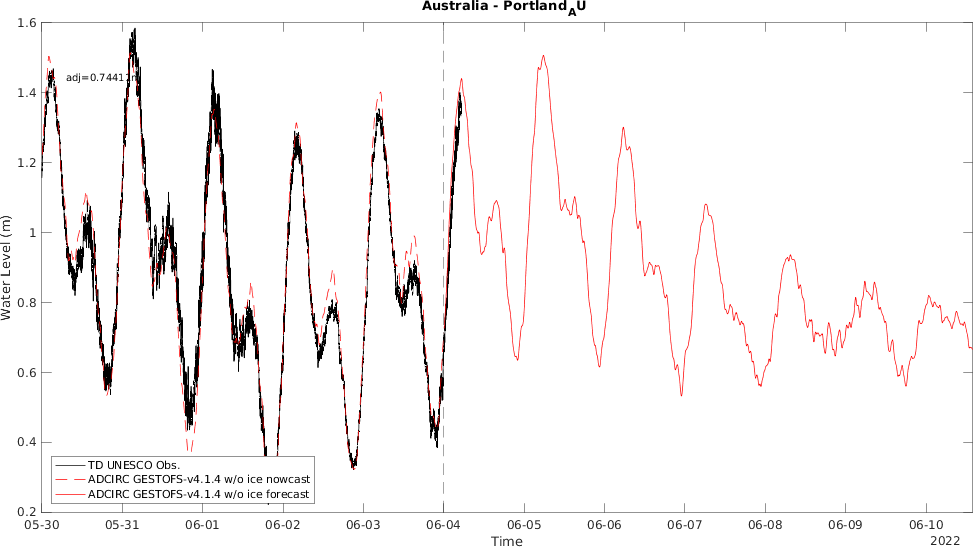 Australia - Portland_AU
1.6
1.4
1.2
1
0.8
0.6
0.4
0.2
Water Level (m)
adj=0.7441 m
TD UNESCO Obs.
ADCIRC GESTOFS-v4.1.4 w/o ice nowcast
ADCIRC GESTOFS-v4.1.4 w/o ice forecast
05-30 05-31 06-01 06-02 06-03 06-04 06-05 06-06 06-07 06-08 06-09 06-10
Time
2022